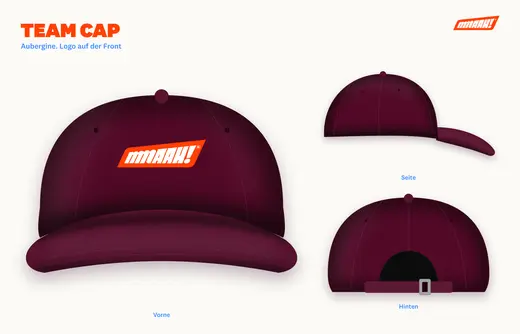 TEAM CAP
mmaah!
Aubergine. Logo auf der Front
mmaah!
Seite
Vorne
Hinten